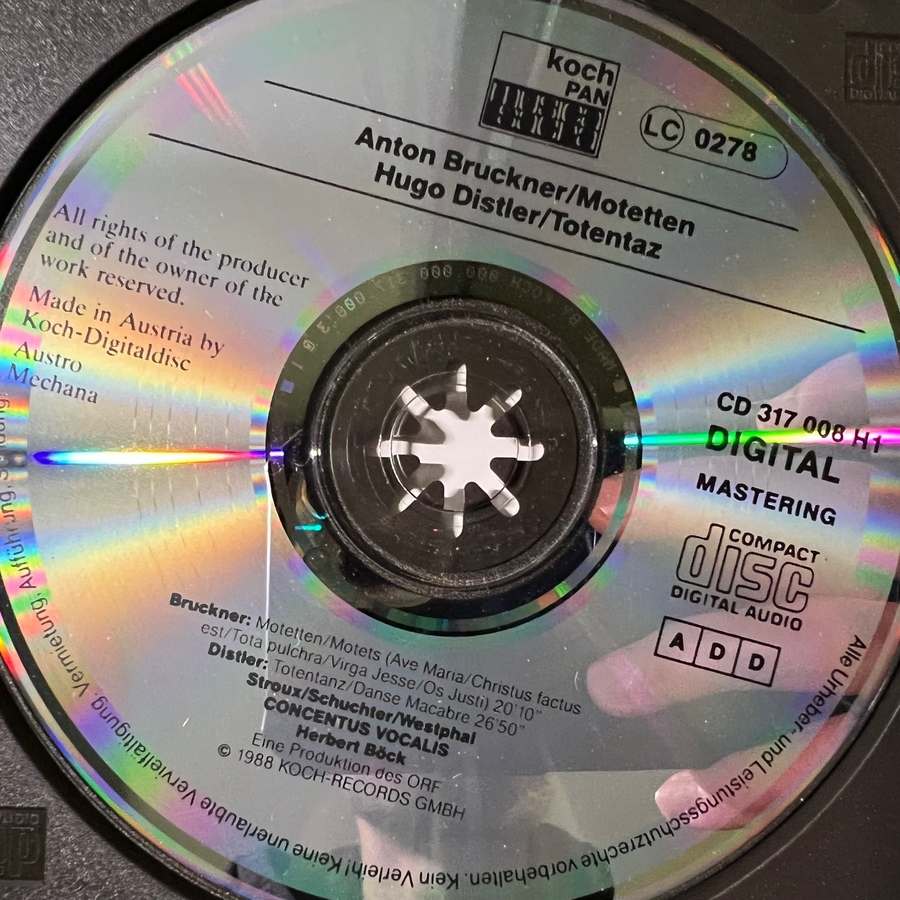 koch
PAN
LC 0278
Anton Bruckner/Motetten
Hugo Distler/Totentaz
All rights of the producer
and of the owner of the
work reserved.
Made in Austria by
Koch-Digitaldisc
Austro
Mechana
CD 317 008 H1
DIGITAL
MASTERING
COMPACT
disc
DIGITAL AUDIO
A D D
Bruckner: Motetten/Motets (Ave Maria/Christus factus
est/Tota pulchra/Virga Jesse/Os Justi) 20'10"
Distler: Totentanz/Danse Macabre 26'50"
Stroux/Schuchter/Westphal
CONCENTUS VOCALIS
Herbert Böck
Eine Produktion des ORF
© 1988 KOCH-RECORDS GMBH
Alle Urheber- und Leistungsschutzrechte vorbehalten. Kein Verleih! Keine unerlaubte Vervielfältigung, Vermietung, Aufführung,